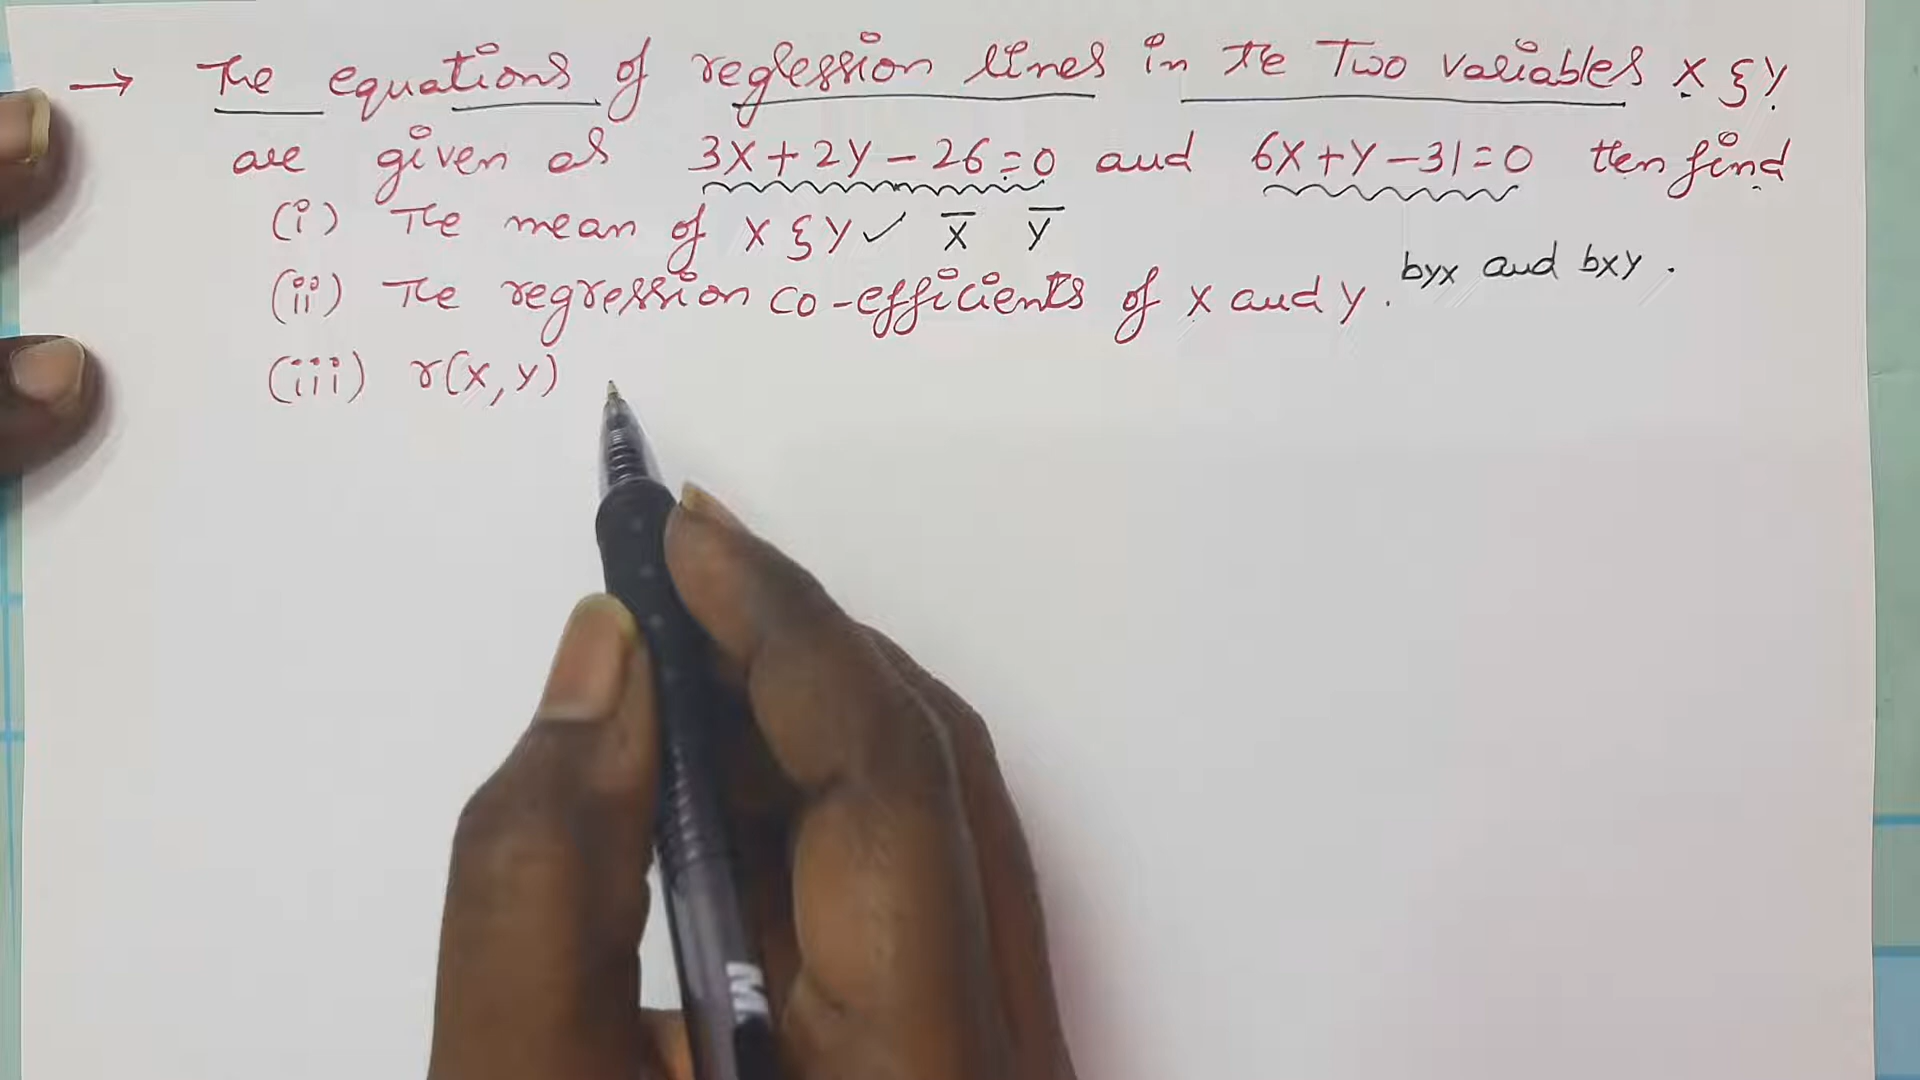 → The equations of regression lines in the Two variables X & Y
are given as 3X + 2Y - 26 = 0 and 6X + Y - 31 = 0 then find
(i) The mean of X & Y ✓ X̅ Y̅
(ii) The regression co-efficients of X and Y. byx and bxy.
(iii) r(X, Y)
M